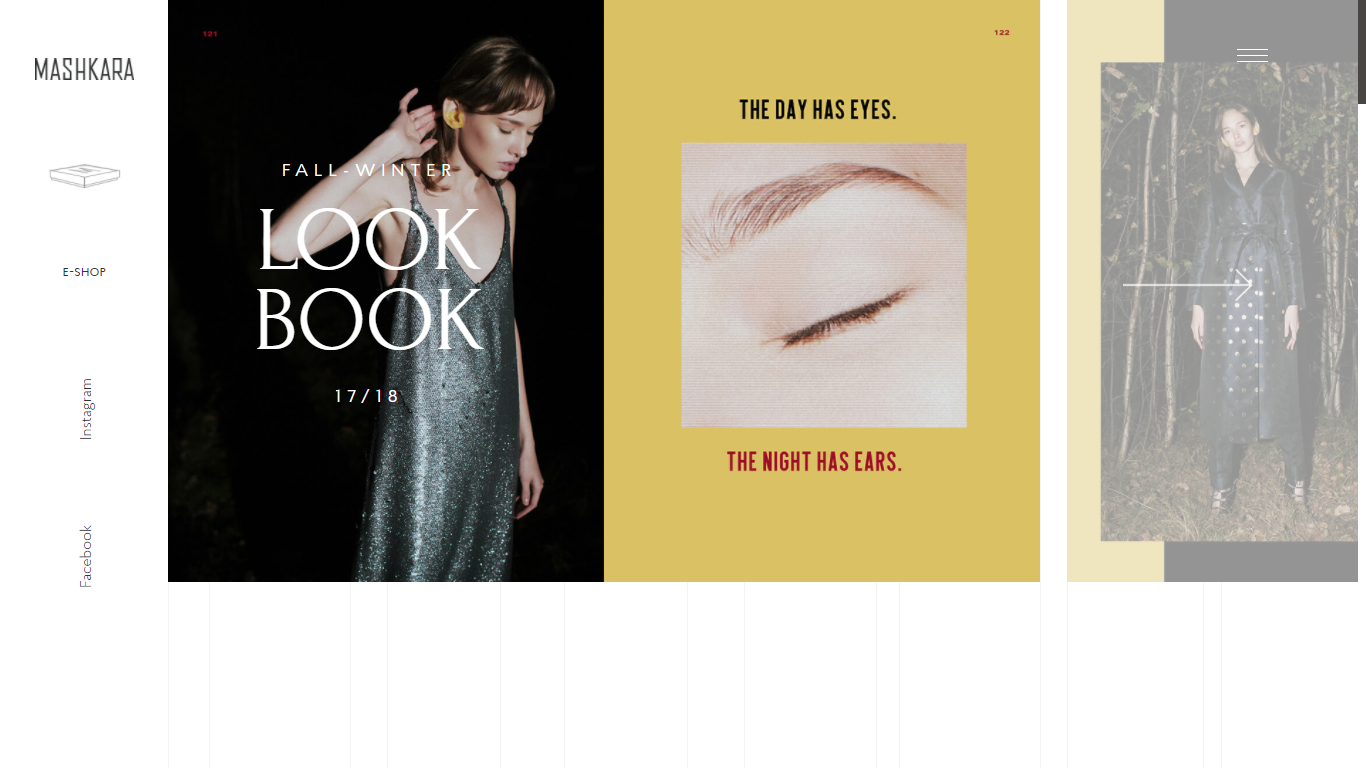 MASHKARA
E-SHOP
Instagram
Facebook
121
FALL-WINTER
LOOK
BOOK
17/18
122
THE DAY HAS EYES.
THE NIGHT HAS EARS.